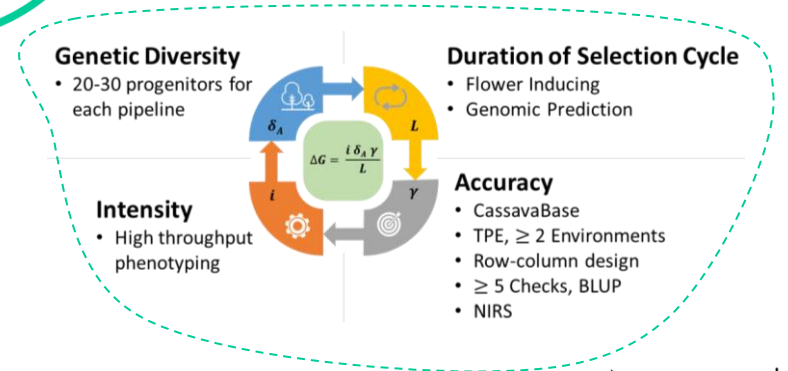 Genetic Diversity
• 20-30 progenitors for
each pipeline
Duration of Selection Cycle
• Flower Inducing
• Genomic Prediction
δ_A
L
ΔG = i δ_A γ / L
i
γ
Intensity
• High throughput
phenotyping
Accuracy
• CassavaBase
• TPE, ≥ 2 Environments
• Row-column design
• ≥ 5 Checks, BLUP
• NIRS